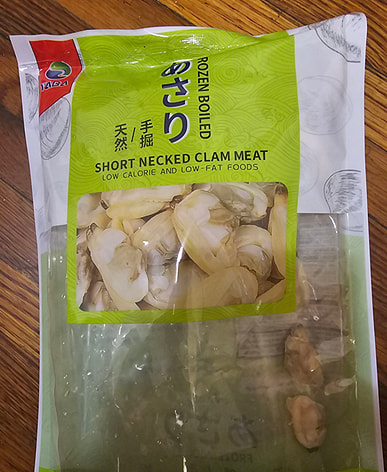 ROZEN BOILED
あさり
天然/手掘
SHORT NECKED CLAM MEAT
LOW CALORIE AND LOW-FAT FOODS